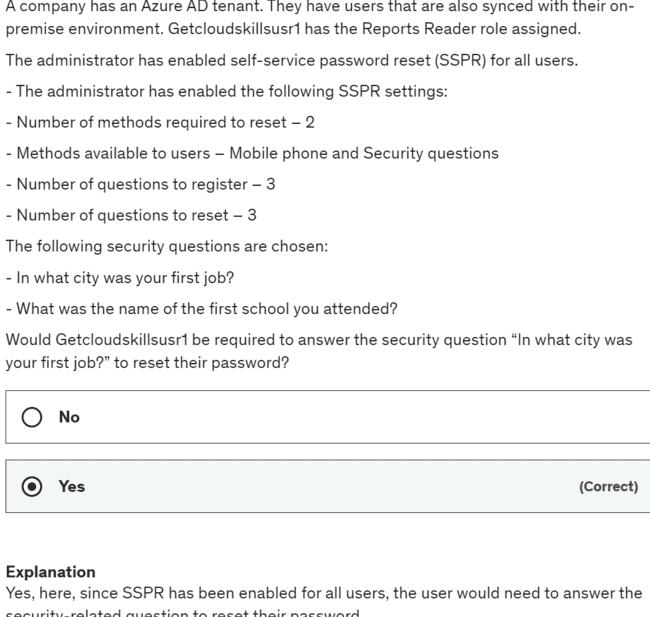 A company has an Azure AD tenant. They have users that are also synced with their on-
premise environment. Getcloudskillsusr1 has the Reports Reader role assigned.
The administrator has enabled self-service password reset (SSPR) for all users.
- The administrator has enabled the following SSPR settings:
- Number of methods required to reset – 2
- Methods available to users – Mobile phone and Security questions
- Number of questions to register – 3
- Number of questions to reset – 3
The following security questions are chosen:
- In what city was your first job?
- What was the name of the first school you attended?
Would Getcloudskillsusr1 be required to answer the security question “In what city was
your first job?” to reset their password?
No
Yes (Correct)
Explanation
Yes, here, since SSPR has been enabled for all users, the user would need to answer the
security-related question to reset their password